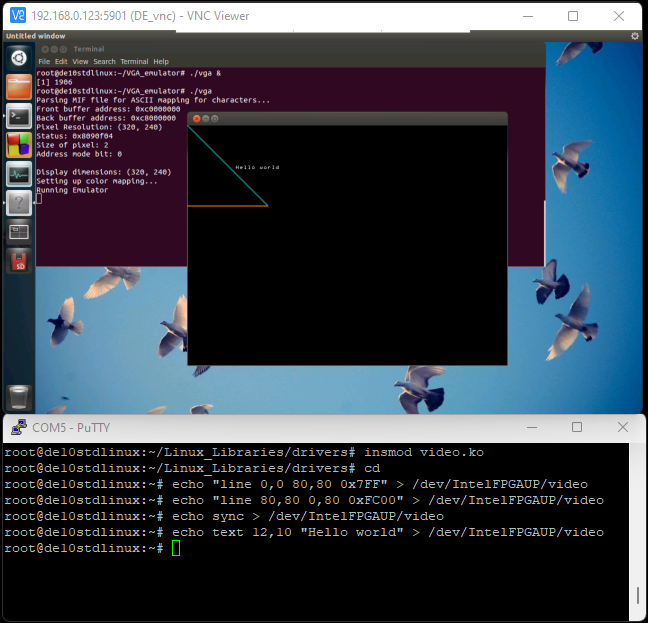 192.168.0.123:5901 (DE_vnc) - VNC Viewer
Untitled window
Terminal
File Edit View Search Terminal Help
root@de10stdlinux:~/VGA_emulator# ./vga &
[1] 1906
root@de10stdlinux:~/VGA_emulator# ./vga
Parsing MIF file for ASCII mapping for characters...
Front buffer address: 0xc0000000
Back buffer address: 0xc8000000
Pixel Resolution: (320, 240)
Status: 0x8090f04
Size of pixel: 2
Address mode bit: 0
Display dimensions: (320, 240)
Setting up color mapping...
Running Emulator
Hello world
SD
COM5 - PuTTY
root@de10stdlinux:~/Linux_Libraries/drivers# insmod video.ko
root@de10stdlinux:~/Linux_Libraries/drivers# cd
root@de10stdlinux:~# echo "line 0,0 80,80 0x7FF" > /dev/IntelFPGAUP/video
root@de10stdlinux:~# echo "line 80,80 0,80 0xFC00" > /dev/IntelFPGAUP/video
root@de10stdlinux:~# echo sync > /dev/IntelFPGAUP/video
root@de10stdlinux:~# echo text 12,10 "Hello world" > /dev/IntelFPGAUP/video
root@de10stdlinux:~#